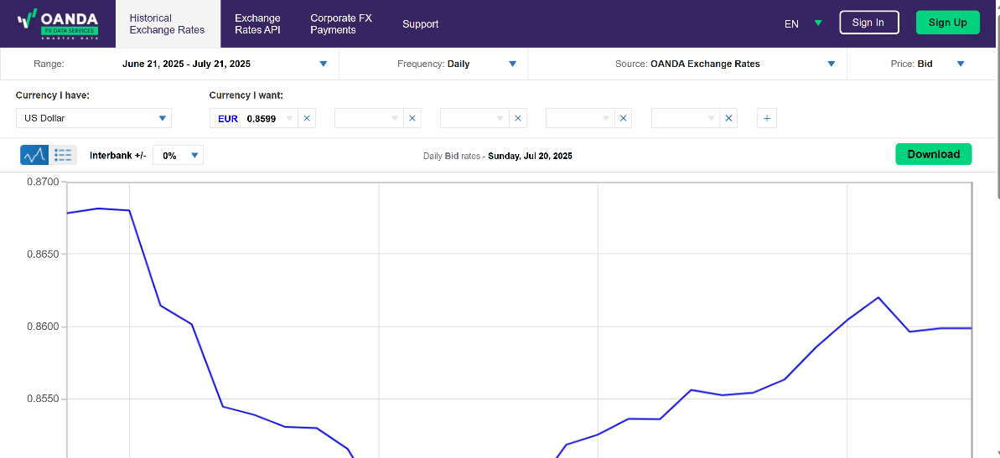 OANDA
FX DATA SERVICES
SMARTER DATA
Historical
Exchange Rates
Exchange
Rates API
Corporate FX
Payments
Support
EN
Sign In
Sign Up
Range: June 21, 2025 - July 21, 2025
Frequency: Daily
Source: OANDA Exchange Rates
Price: Bid
Currency I have:
Currency I want:
US Dollar
EUR 0.8599
Interbank +/- 0%
Daily Bid rates - Sunday, Jul 20, 2025
Download
0.8700
0.8650
0.8600
0.8550